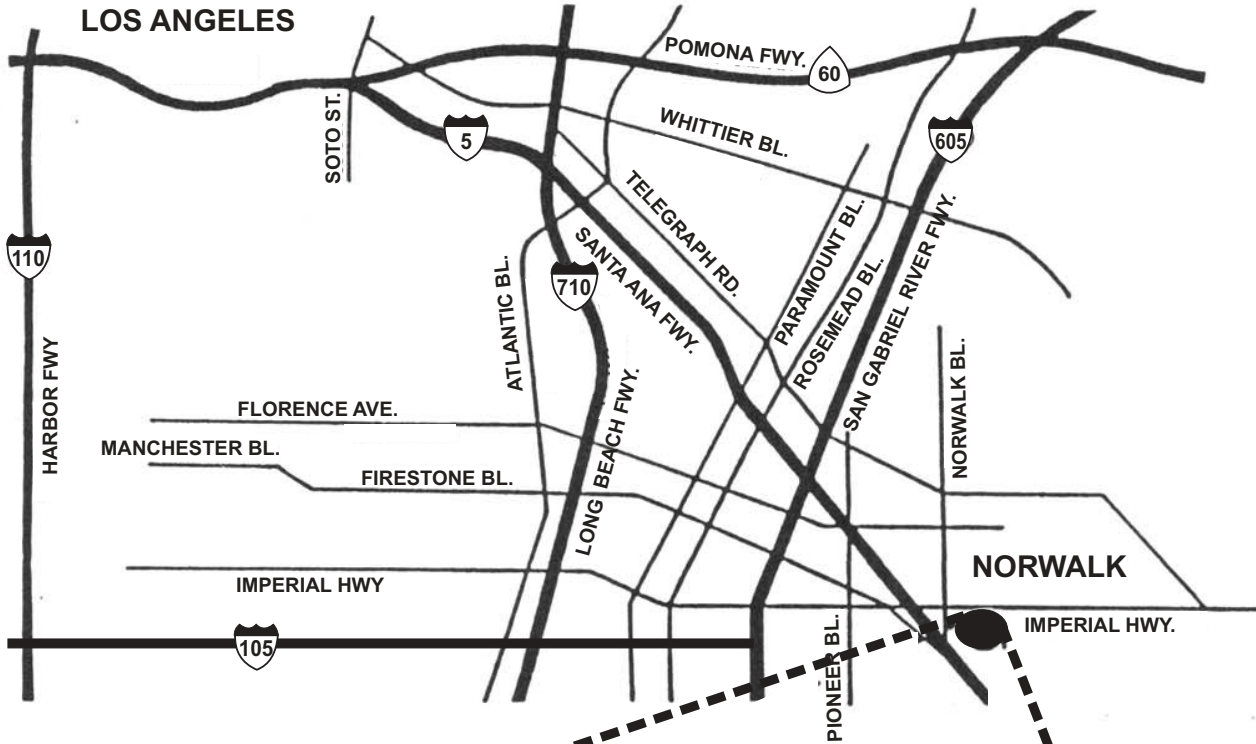 LOS ANGELES
POMONA FWY.
60
SOTO ST.
5
WHITTIER BL.
605
TELEGRAPH RD.
110
SANTA ANA FWY.
PARAMOUNT BL.
ROSEMEAD BL.
SAN GABRIEL RIVER FWY.
710
ATLANTIC BL.
HARBOR FWY
NORWALK BL.
FLORENCE AVE.
MANCHESTER BL.
FIRESTONE BL.
LONG BEACH FWY.
NORWALK
IMPERIAL HWY
IMPERIAL HWY.
105
PIONEER BL.